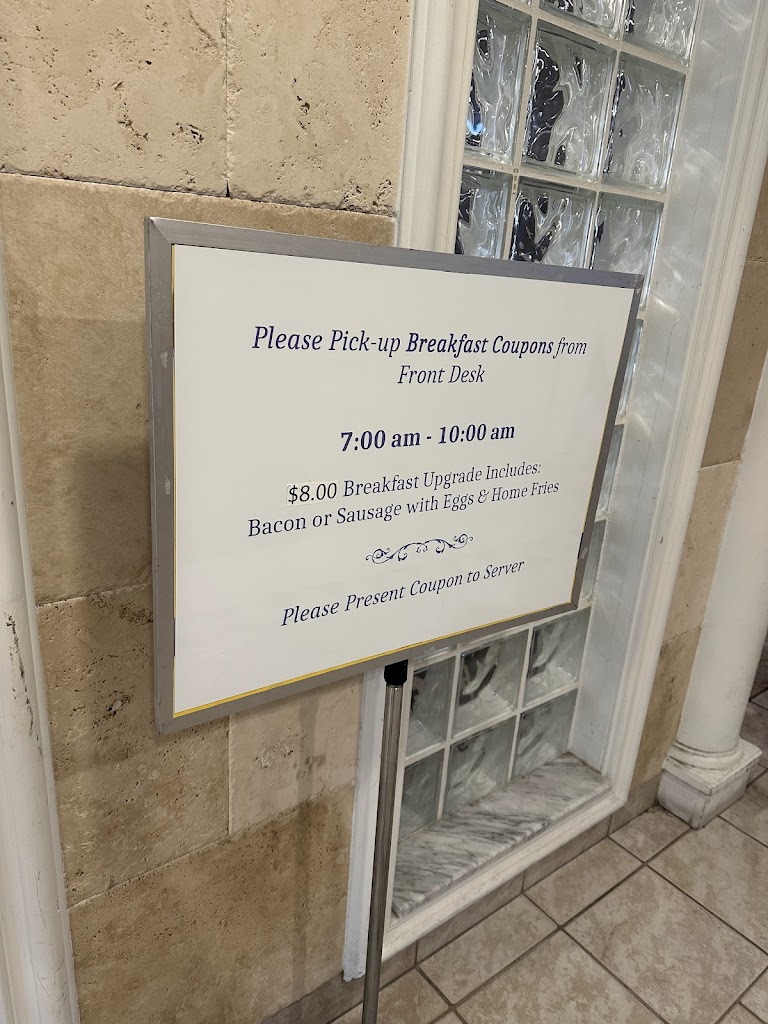 Please Pick-up Breakfast Coupons from
Front Desk
7:00 am - 10:00 am
$8.00 Breakfast Upgrade Includes:
Bacon or Sausage with Eggs & Home Fries
Please Present Coupon to Server